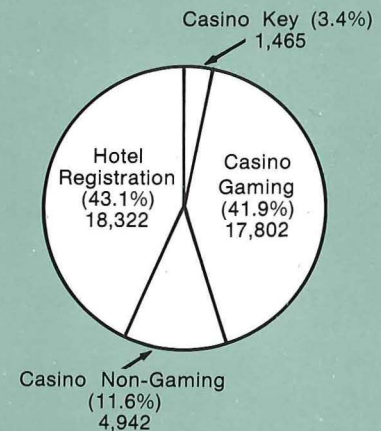 Casino Key (3.4%)
1,465
Hotel
Registration
(43.1%)
18,322
Casino
Gaming
(41.9%)
17,802
Casino Non-Gaming
(11.6%)
4,942